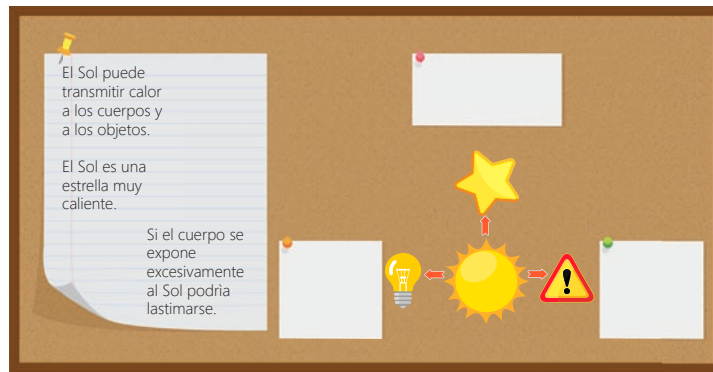 El Sol puede
transmitir calor
a los cuerpos y
a los objetos.
El Sol es una
estrella muy
caliente.
Si el cuerpo se
expone
excesivamente
al Sol podrìa
lastimarse.